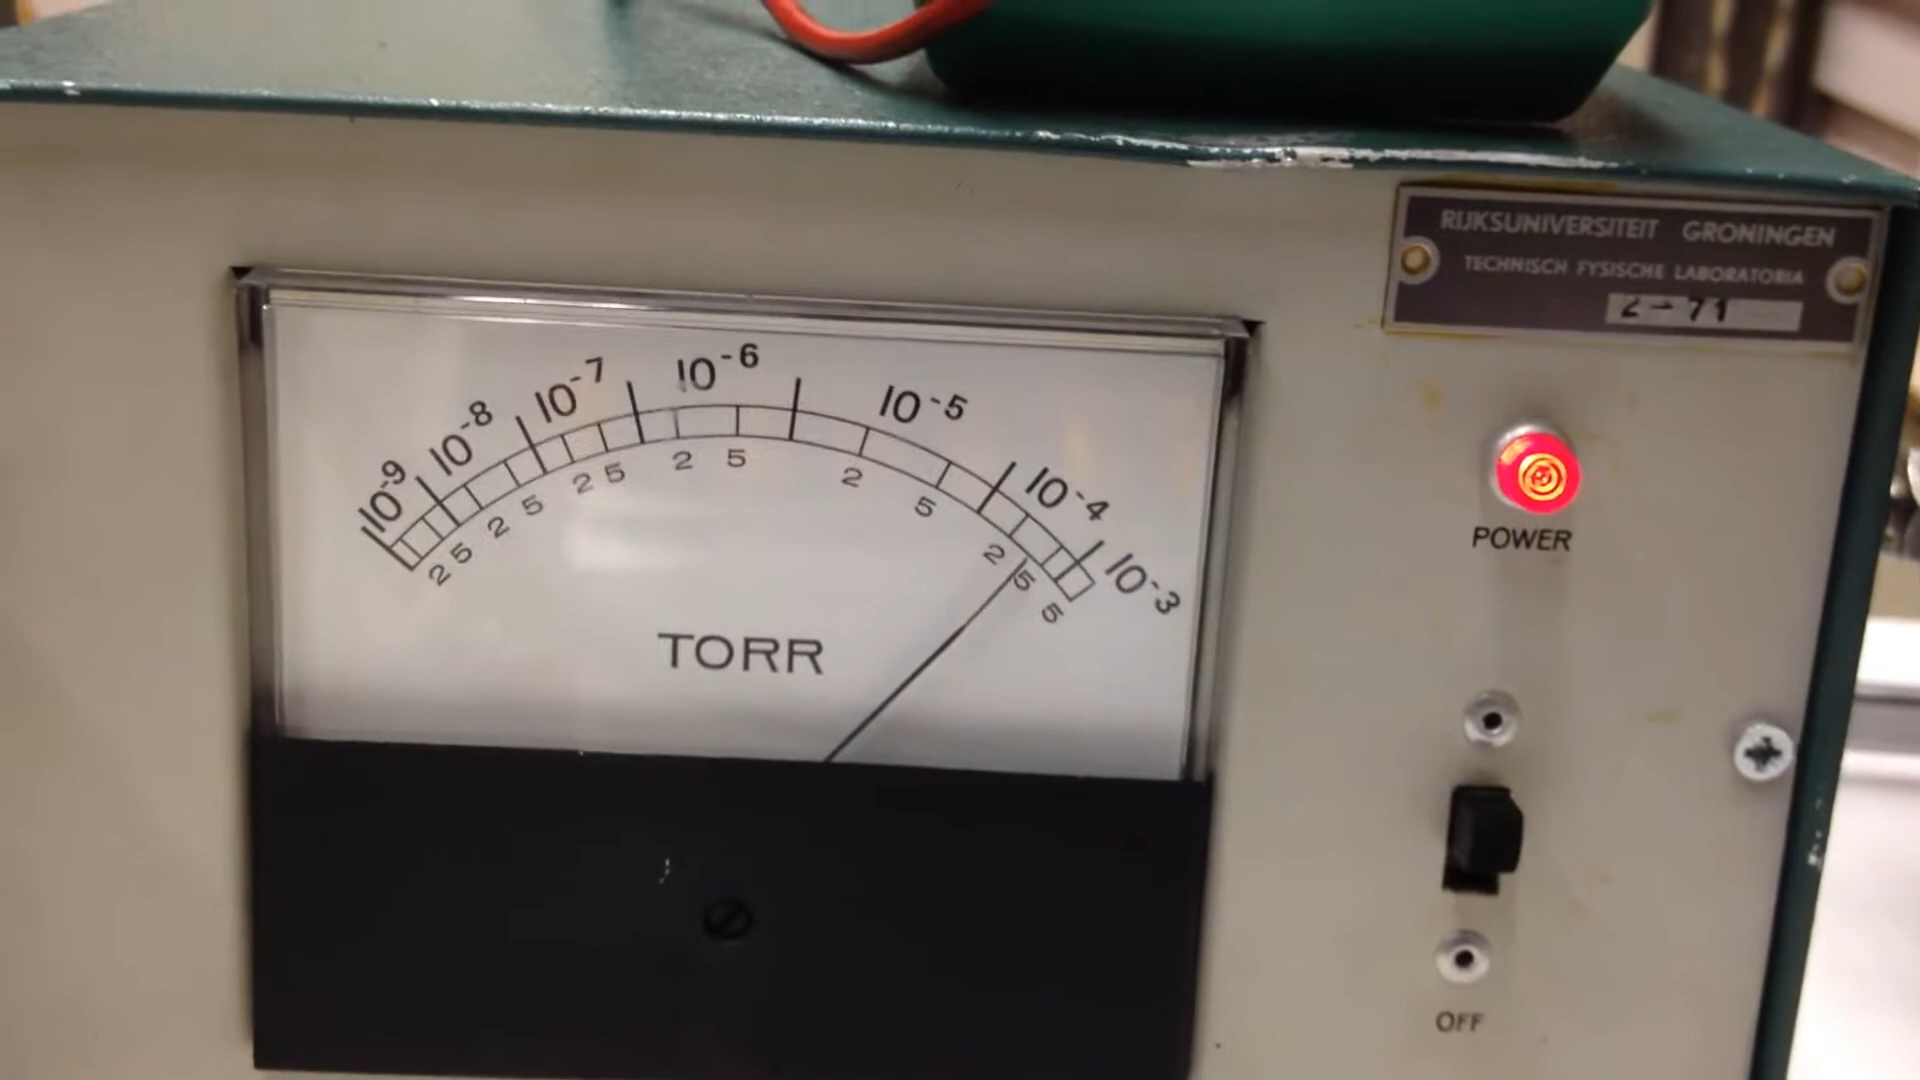 RIJKSUNIVERSITEIT GRONINGEN
TECHNISCH FYSISCHE LABORATORIA
2-71
10-9 10-8 10-7 10-6 10-5 10-4 10-3
2 5 2 5 2 5 2 5 2 5 2 5 5
TORR
POWER
OFF